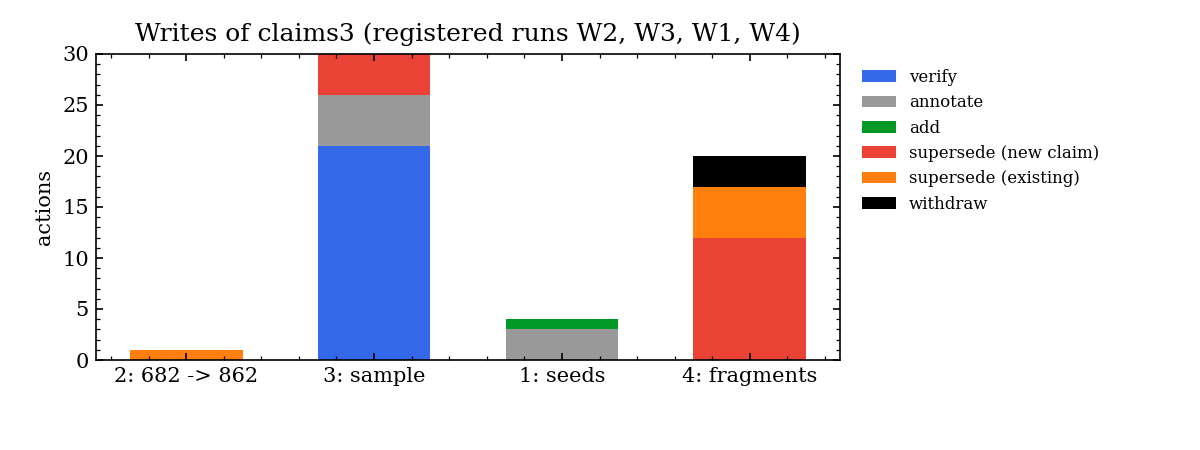 Writes of claims3 (registered runs W2, W3, W1, W4)
30
25
20
15
10
5
0
actions
2: 682 -> 862
3: sample
1: seeds
4: fragments
verify
annotate
add
supersede (new claim)
supersede (existing)
withdraw